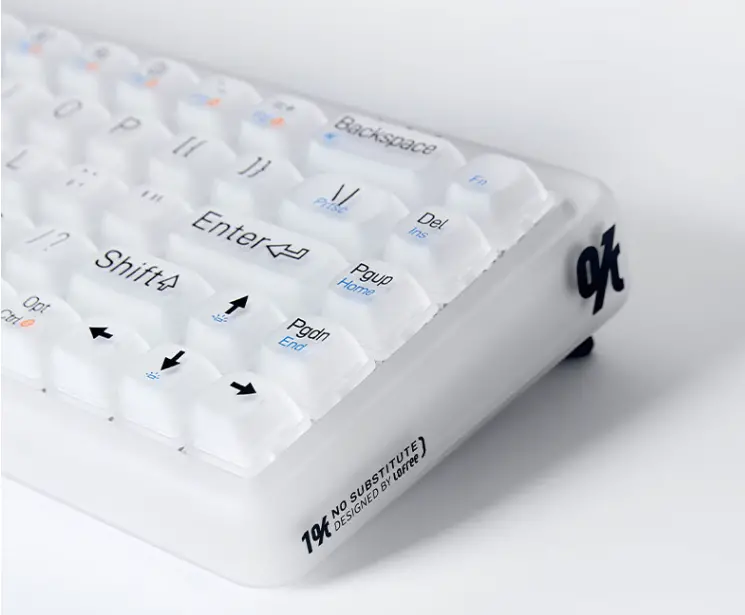 Backspace
Fn
O P [{ ]} \| Prtsc
Del
Ins
L ;: '" Enter
Pgup
Home
/? Shift
Pgdn
End
Opt
Ctrl
1%
NO SUBSTITUTE
DESIGNED BY LOFREE